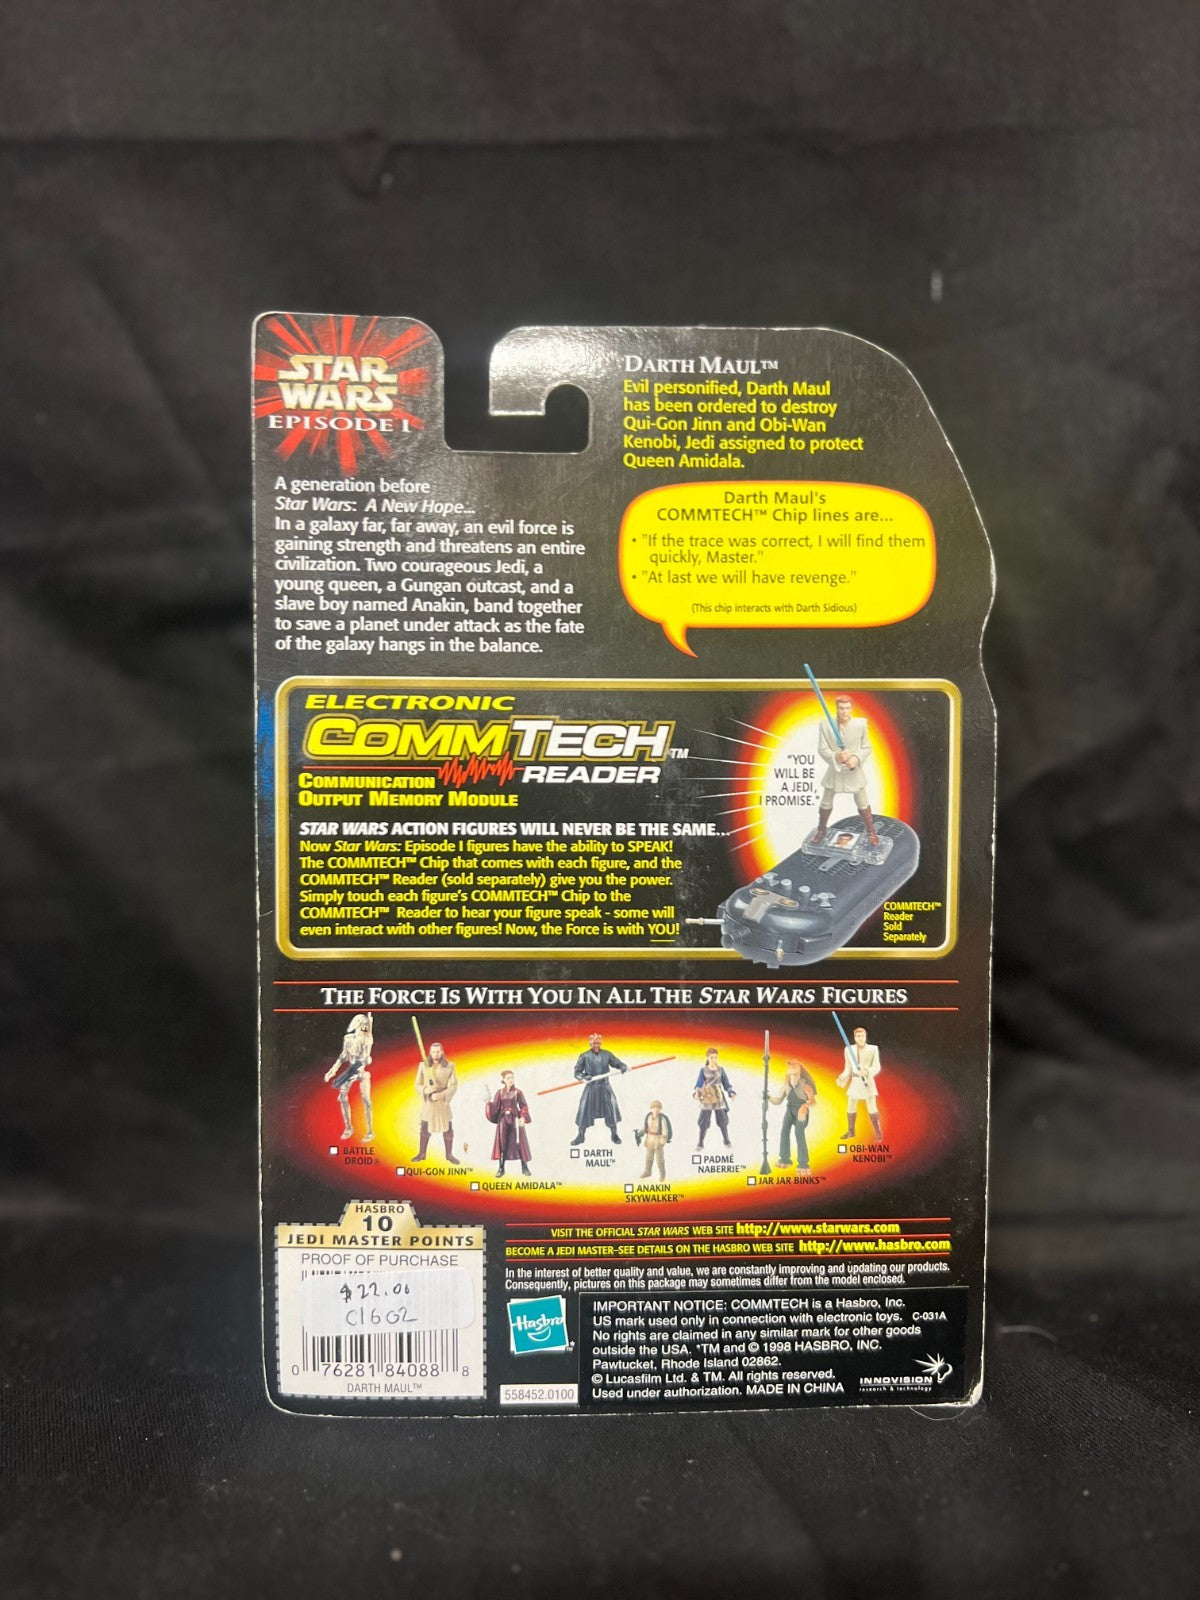 STAR
WARS
EPISODE I
A generation before
Star Wars: A New Hope...
In a galaxy far, far away, an evil force is
gaining strength and threatens an entire
civilization. Two courageous Jedi, a
young queen, a Gungan outcast, and a
slave boy named Anakin, band together
to save a planet under attack as the fate
of the galaxy hangs in the balance.
DARTH MAUL™
Evil personified, Darth Maul
has been ordered to destroy
Qui-Gon Jinn and Obi-Wan
Kenobi, Jedi assigned to protect
Queen Amidala.
Darth Maul's
COMMTECH™ Chip lines are...
• "If the trace was correct, I will find them
quickly, Master."
• "At last we will have revenge."
(This chip interacts with Darth Sidious)
ELECTRONIC
COMMTECH™
READER
COMMUNICATION
OUTPUT MEMORY MODULE
STAR WARS ACTION FIGURES WILL NEVER BE THE SAME...
Now Star Wars: Episode I figures have the ability to SPEAK!
The COMMTECH™ Chip that comes with each figure, and the
COMMTECH™ Reader (sold separately) give you the power.
Simply touch each figure's COMMTECH™ Chip to the
COMMTECH™ Reader to hear your figure speak - some will
even interact with other figures! Now, the Force is with YOU!
"YOU
WILL BE
A JEDI,
I PROMISE."
COMMTECH™
Reader
Sold
Separately
THE FORCE IS WITH YOU IN ALL THE STAR WARS FIGURES
BATTLE
DROID®
QUI-GON JINN™
QUEEN AMIDALA™
DARTH
MAUL™
ANAKIN
SKYWALKER™
PADMÉ
NABERRIE™
JAR JAR BINKS™
OBI-WAN
KENOBI™
HASBRO
10
JEDI MASTER POINTS
PROOF OF PURCHASE
$22.00
C1602
0 76281 84088 8
DARTH MAUL™
VISIT THE OFFICIAL STAR WARS WEB SITE http://www.starwars.com
BECOME A JEDI MASTER–SEE DETAILS ON THE HASBRO WEB SITE http://www.hasbro.com
In the interest of better quality and value, we are constantly improving and updating our products.
Consequently, pictures on this package may sometimes differ from the model enclosed.
Hasbro™
558452.0100
IMPORTANT NOTICE: COMMTECH is a Hasbro, Inc.
US mark used only in connection with electronic toys. C-031A
No rights are claimed in any similar mark for other goods
outside the USA. *TM and © 1998 HASBRO, INC.
Pawtucket, Rhode Island 02862.
© Lucasfilm Ltd. & TM. All rights reserved.
Used under authorization. MADE IN CHINA
INNOVISION
research & technology